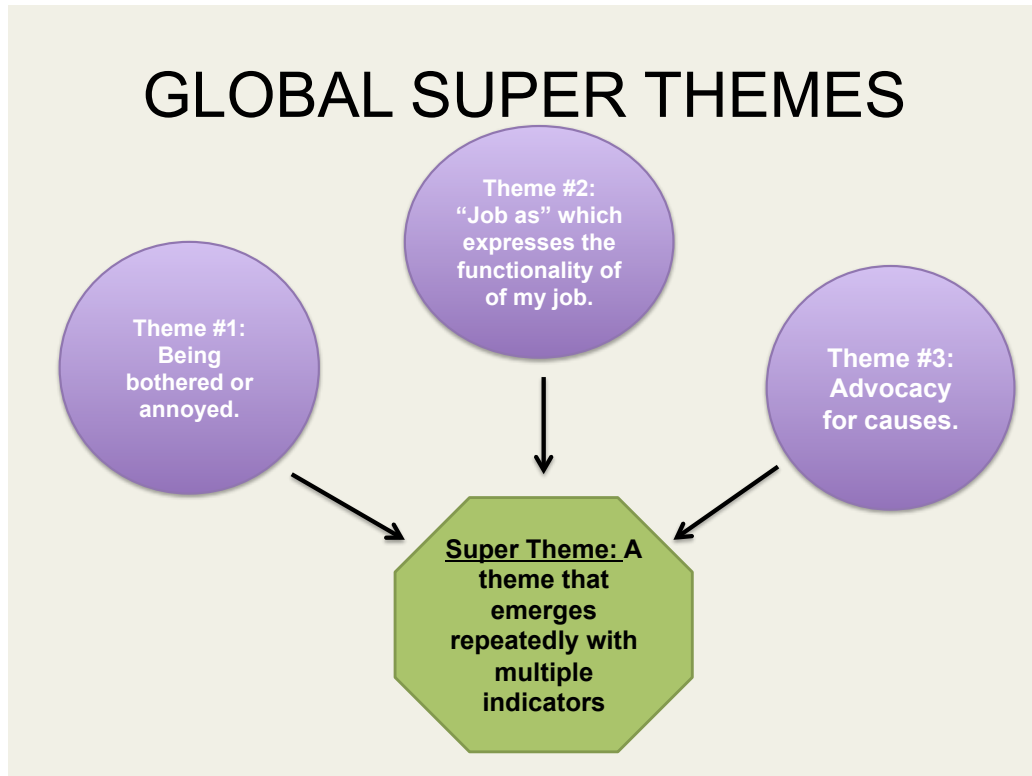 GLOBAL SUPER THEMES
Theme #1:
Being
bothered or
annoyed.
Theme #2:
“Job as” which
expresses the
functionality of
of my job.
Theme #3:
Advocacy
for causes.
Super Theme: A
theme that
emerges
repeatedly with
multiple
indicators